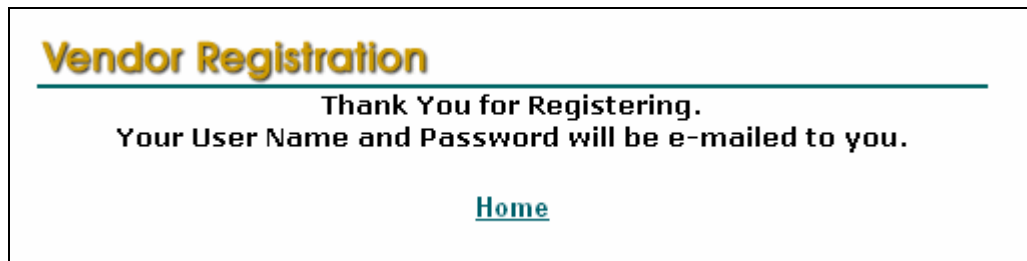 Vendor Registration
Thank You for Registering.
Your User Name and Password will be e-mailed to you.
Home